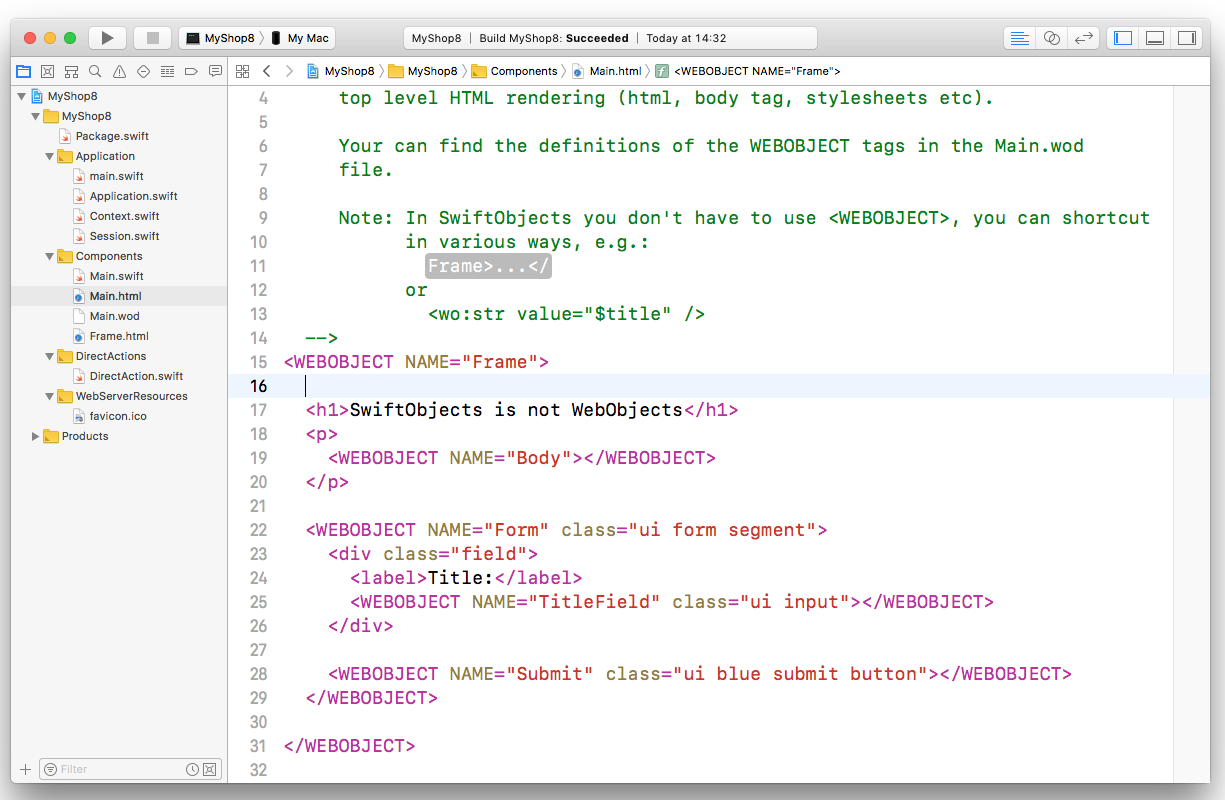 MyShop8 My Mac
MyShop8 | Build MyShop8: Succeeded | Today at 14:32
MyShop8 MyShop8 Components Main.html f <WEBOBJECT NAME="Frame">
MyShop8
MyShop8
Package.swift
Application
main.swift
Application.swift
Context.swift
Session.swift
Components
Main.swift
Main.html
Main.wod
Frame.html
DirectActions
DirectAction.swift
WebServerResources
favicon.ico
Products
Filter
4 top level HTML rendering (html, body tag, stylesheets etc).
5
6 Your can find the definitions of the WEBOBJECT tags in the Main.wod
7 file.
8
9 Note: In SwiftObjects you don't have to use <WEBOBJECT>, you can shortcut
10 in various ways, e.g.:
11 Frame>...</
12 or
13 <wo:str value="$title" />
14 -->
15 <WEBOBJECT NAME="Frame">
16
17 <h1>SwiftObjects is not WebObjects</h1>
18 <p>
19 <WEBOBJECT NAME="Body"></WEBOBJECT>
20 </p>
21
22 <WEBOBJECT NAME="Form" class="ui form segment">
23 <div class="field">
24 <label>Title:</label>
25 <WEBOBJECT NAME="TitleField" class="ui input"></WEBOBJECT>
26 </div>
27
28 <WEBOBJECT NAME="Submit" class="ui blue submit button"></WEBOBJECT>
29 </WEBOBJECT>
30
31 </WEBOBJECT>
32